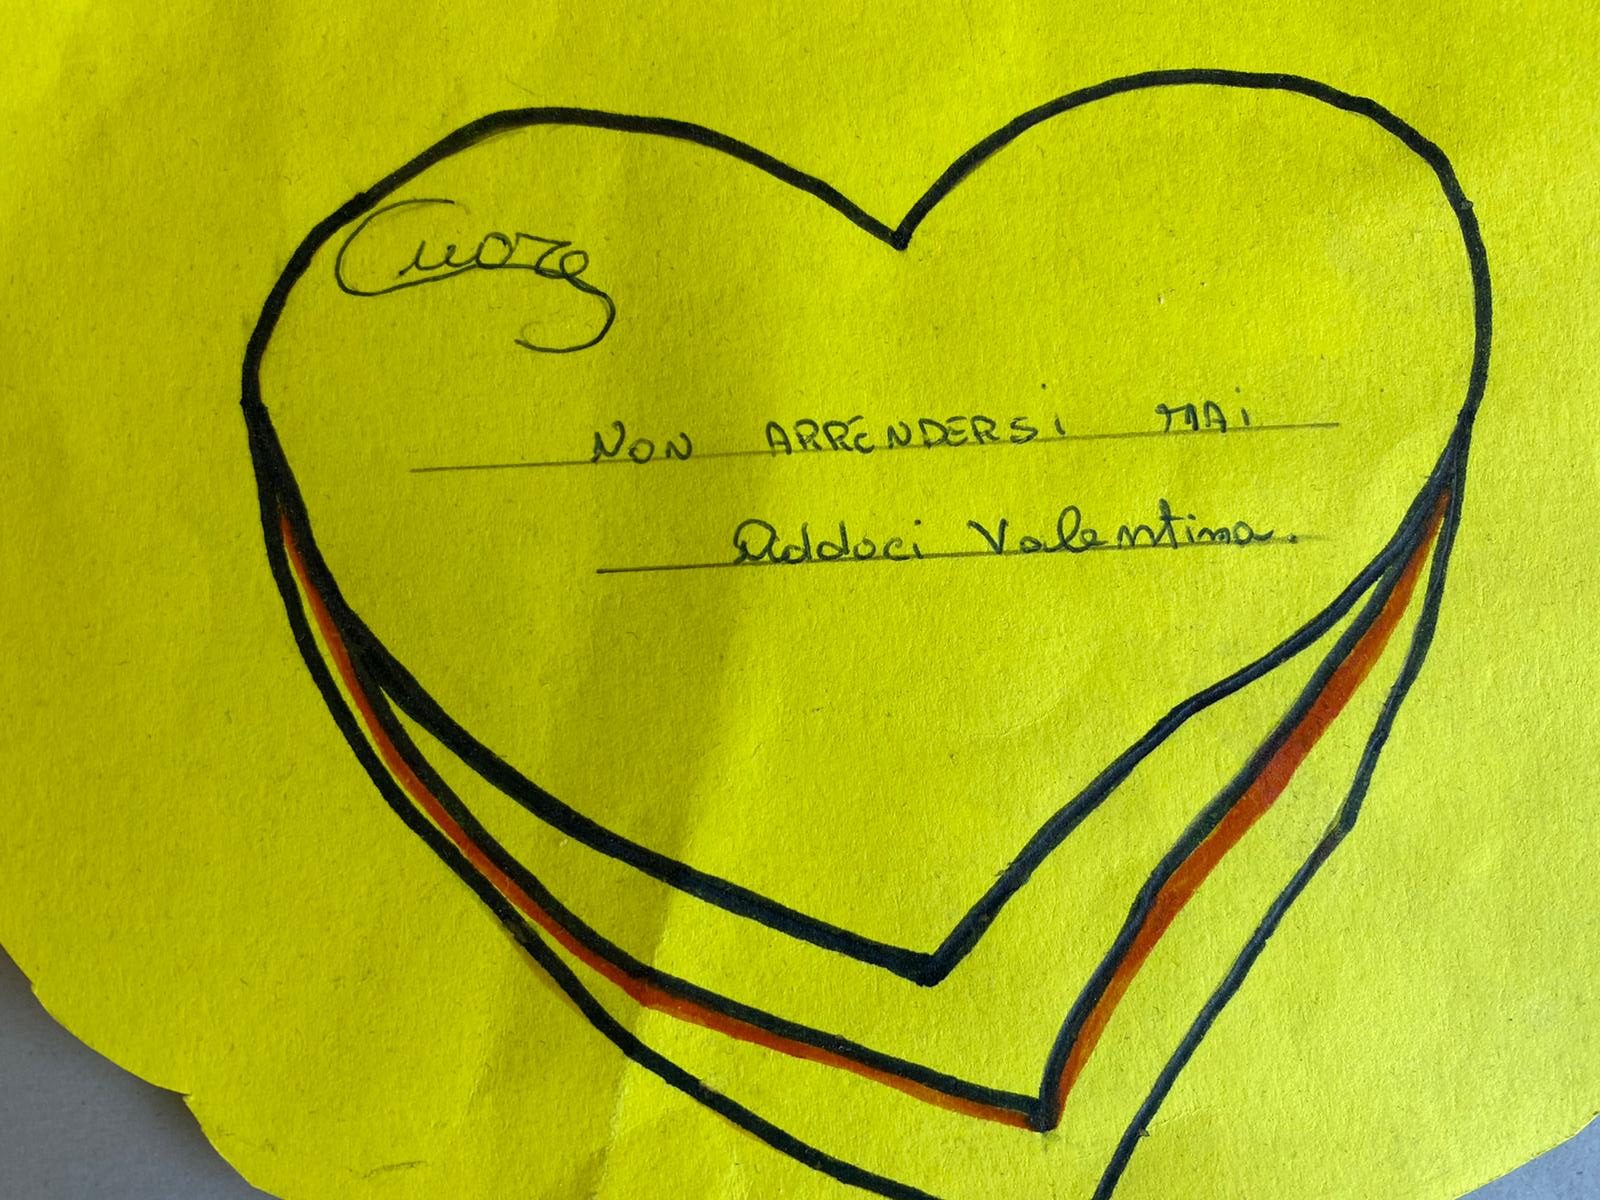 Cuore
NON ARRENDERSI MAI
Addoci Valentina.